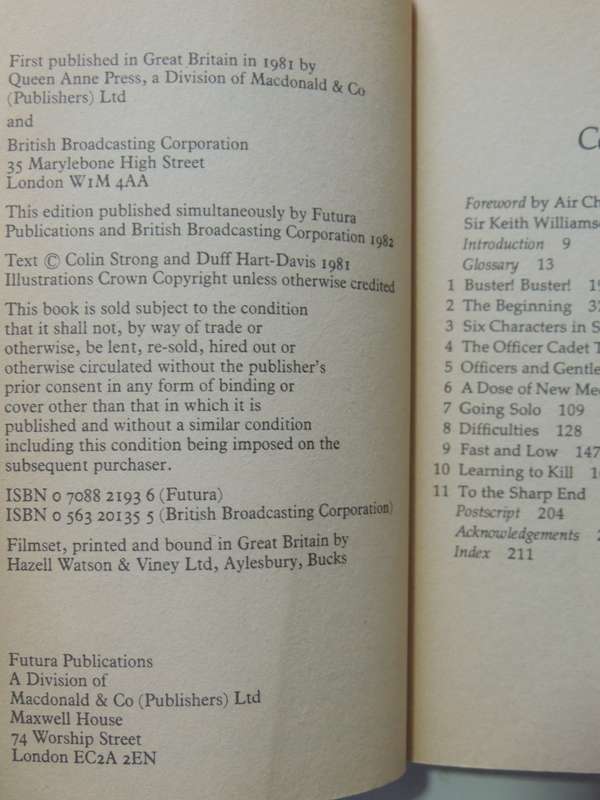 First published in Great Britain in 1981 by
Queen Anne Press, a Division of Macdonald & Co
(Publishers) Ltd
and
British Broadcasting Corporation
35 Marylebone High Street
London W1M 4AA
This edition published simultaneously by Futura
Publications and British Broadcasting Corporation 1982
Text © Colin Strong and Duff Hart-Davis 1981
Illustrations Crown Copyright unless otherwise credited
This book is sold subject to the condition
that it shall not, by way of trade or
otherwise, be lent, re-sold, hired out or
otherwise circulated without the publisher's
prior consent in any form of binding or
cover other than that in which it is
published and without a similar condition
including this condition being imposed on the
subsequent purchaser.
ISBN 0 7088 2193 6 (Futura)
ISBN 0 563 20135 5 (British Broadcasting Corporation)
Filmset, printed and bound in Great Britain by
Hazell Watson & Viney Ltd, Aylesbury, Bucks
Futura Publications
A Division of
Macdonald & Co (Publishers) Ltd
Maxwell House
74 Worship Street
London EC2A 2EN
Foreword by Air
Sir Keith
Introduction 9
Glossary 13
1 Buster! Buster!
2 The Beginning
3 Six Characters in
4 The Officer Cadet
5 Officers and
6 A Dose of New
7 Going Solo 109
8 Difficulties 128
9 Fast and Low 147
10 Learning to Kill
11 To the Sharp End
Postscript 204
Acknowledgements
Index 211